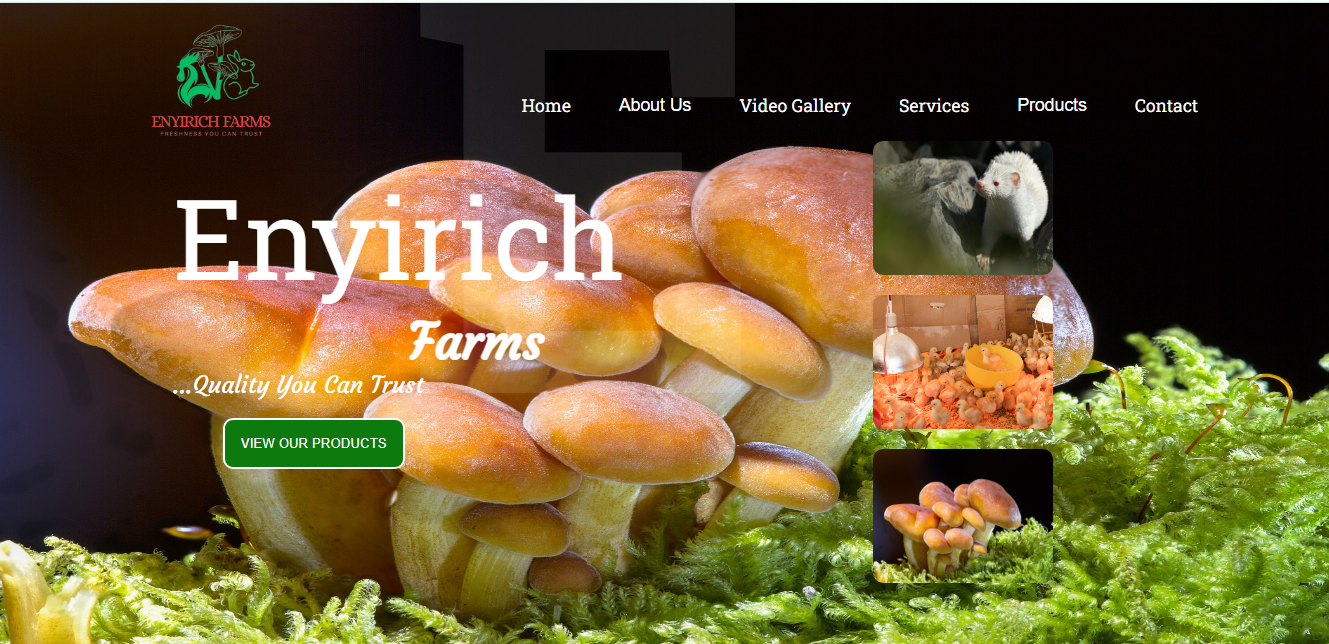 ENYIRICH FARMS
FRESHNESS YOU CAN TRUST
Home About Us Video Gallery Services Products Contact
Enyirich
Farms
...Quality You Can Trust
VIEW OUR PRODUCTS